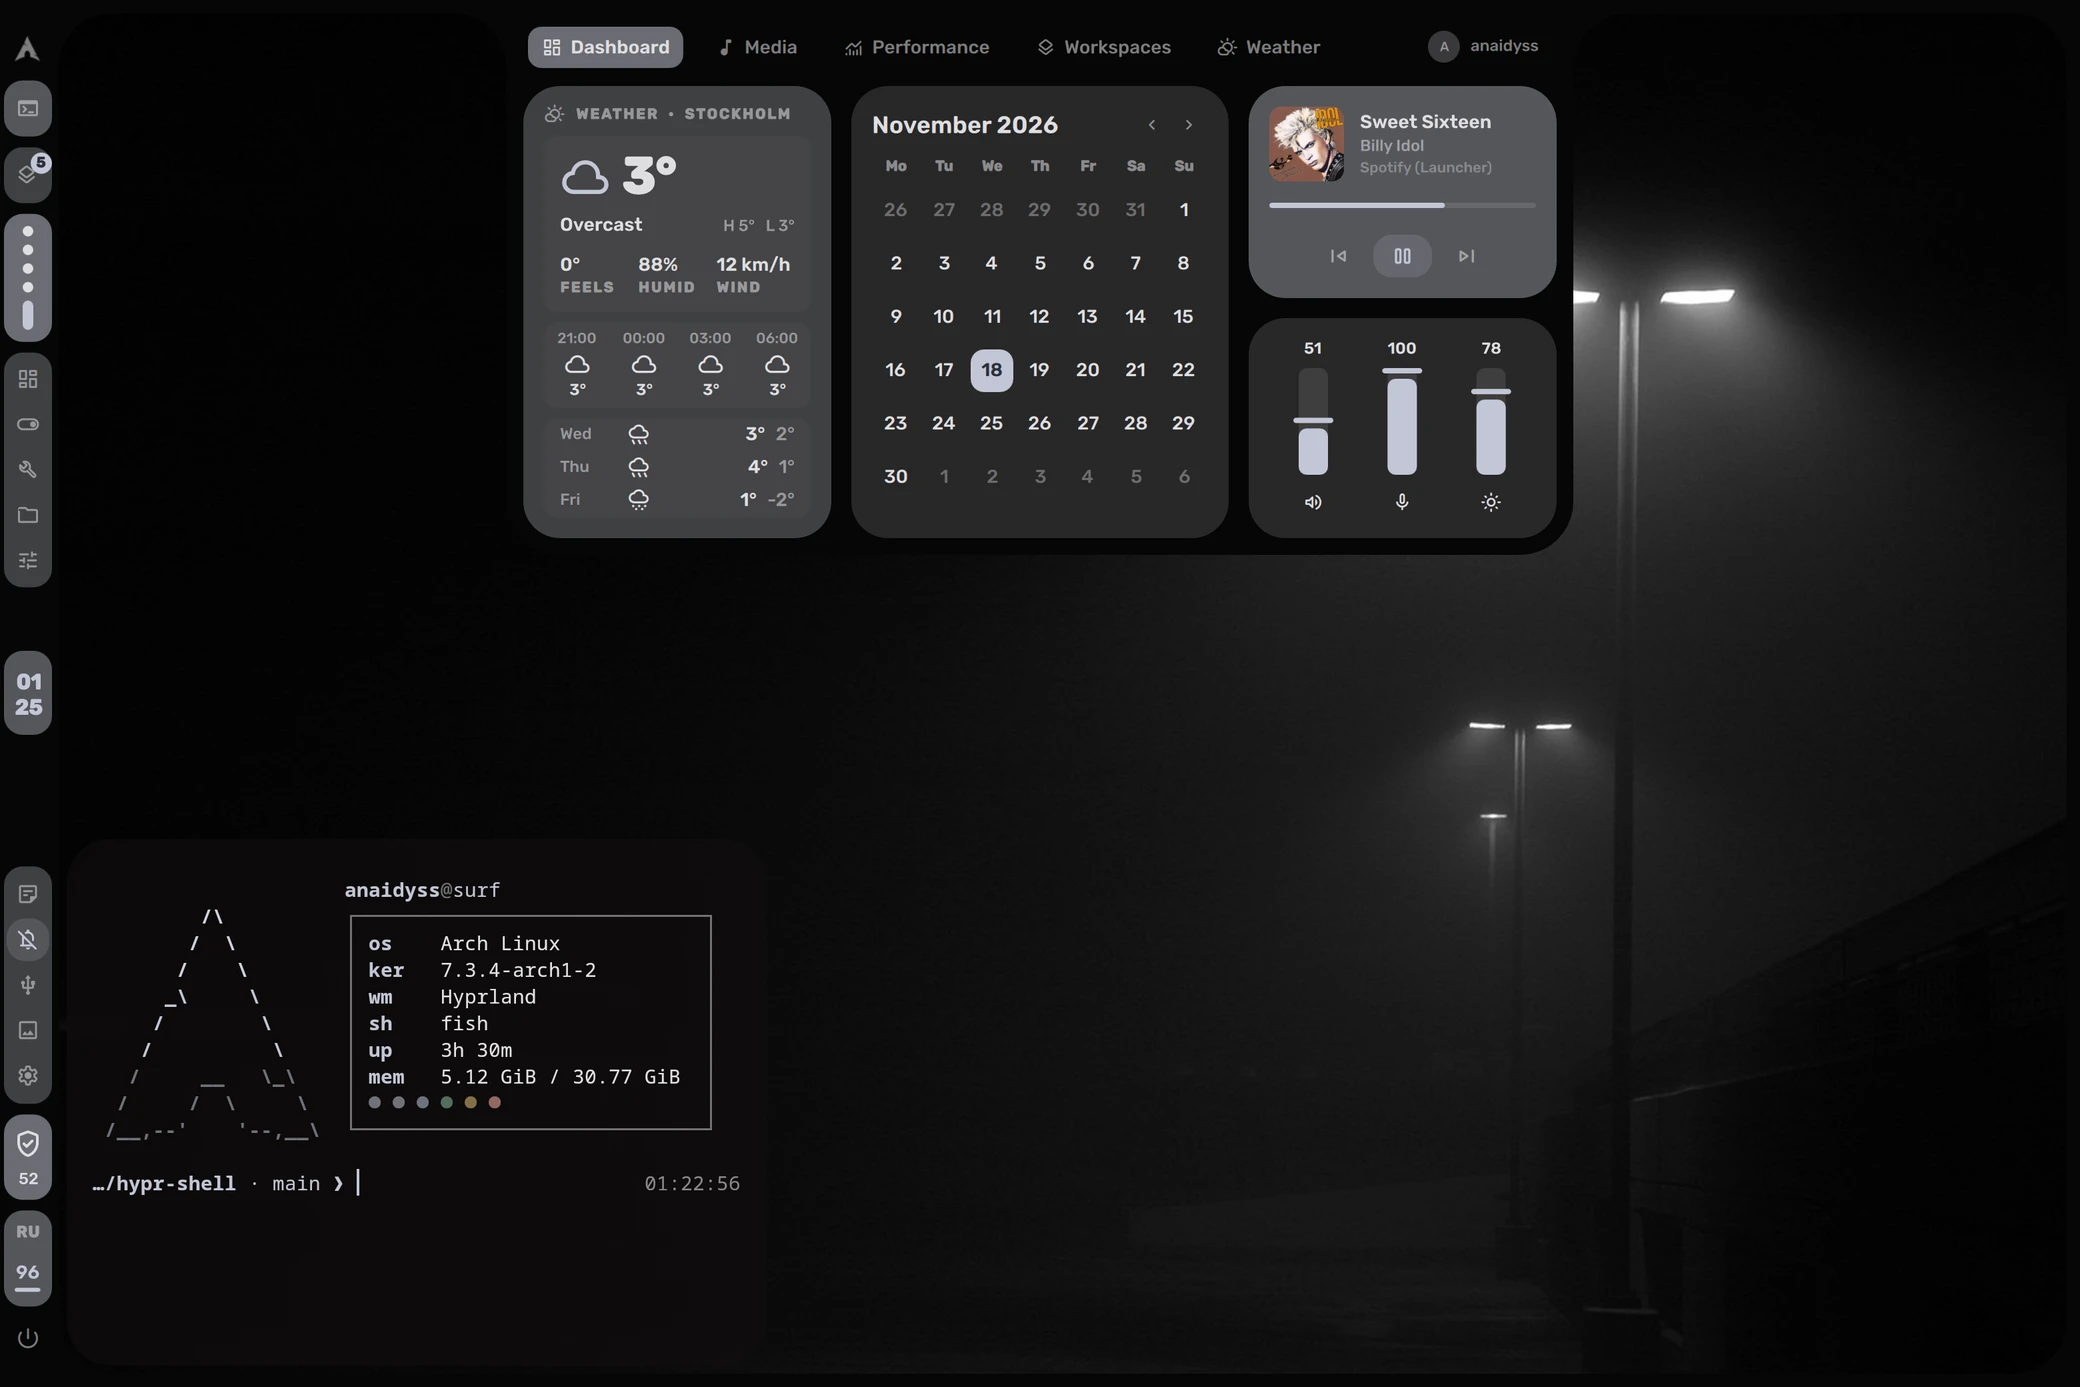 Dashboard
Media
Performance
Workspaces
Weather
A
anaidyss
5
WEATHER • STOCKHOLM
3°
Overcast
H 5° L 3°
0° 88% 12 km/h
FEELS HUMID WIND
21:00 00:00 03:00 06:00
3° 3° 3° 3°
Wed 3° 2°
Thu 4° 1°
Fri 1° -2°
November 2026
Mo Tu We Th Fr Sa Su
26 27 28 29 30 31 1
2 3 4 5 6 7 8
9 10 11 12 13 14 15
16 17 18 19 20 21 22
23 24 25 26 27 28 29
30 1 2 3 4 5 6
IDOL
Sweet Sixteen
Billy Idol
Spotify (Launcher)
51 100 78
01
25
anaidyss@surf
os Arch Linux
ker 7.3.4-arch1-2
wm Hyprland
sh fish
up 3h 30m
mem 5.12 GiB / 30.77 GiB
…/hypr-shell · main ❯
01:22:56
52
RU
96